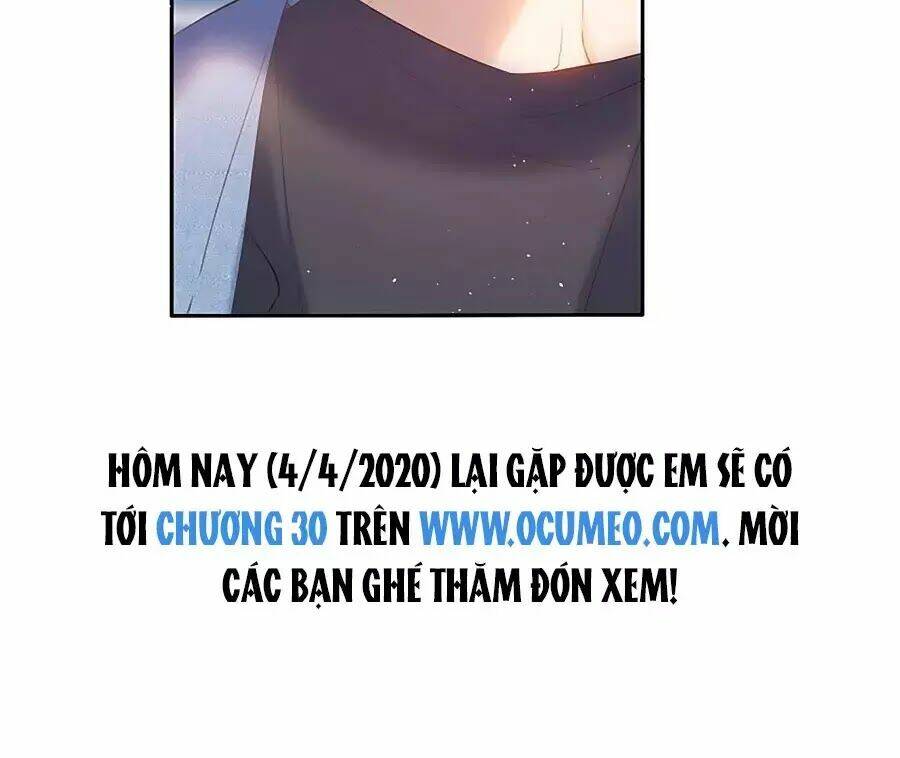 HÔM NAY (4/4/2020) LẠI GẶP ĐƯỢC EM SẼ CÓ
TỚI CHƯƠNG 30 TRÊN WWW.OCUMEO.COM. MỜI
CÁC BẠN GHÉ THĂM ĐÓN XEM!